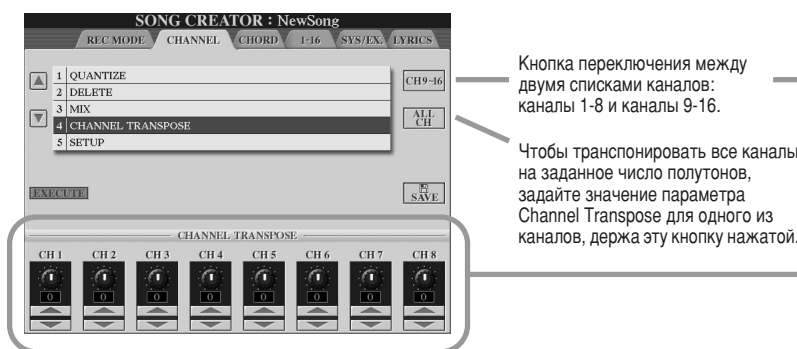 SONG CREATOR : NewSong
REC MODE CHANNEL CHORD 1-16 SYS/EX. LYRICS
1 QUANTIZE
2 DELETE
3 MIX
4 CHANNEL TRANSPOSE
5 SETUP
CH9~16
ALL
CH
EXECUTE
SAVE
CHANNEL TRANSPOSE
CH 1 CH 2 CH 3 CH 4 CH 5 CH 6 CH 7 CH 8
0 0 0 0 0 0 0 0
Кнопка переключения между
двумя списками каналов:
каналы 1-8 и каналы 9-16.
Чтобы транспонировать все каналы
на заданное число полутонов,
задайте значение параметра
Channel Transpose для одного из
каналов, держа эту кнопку нажатой.